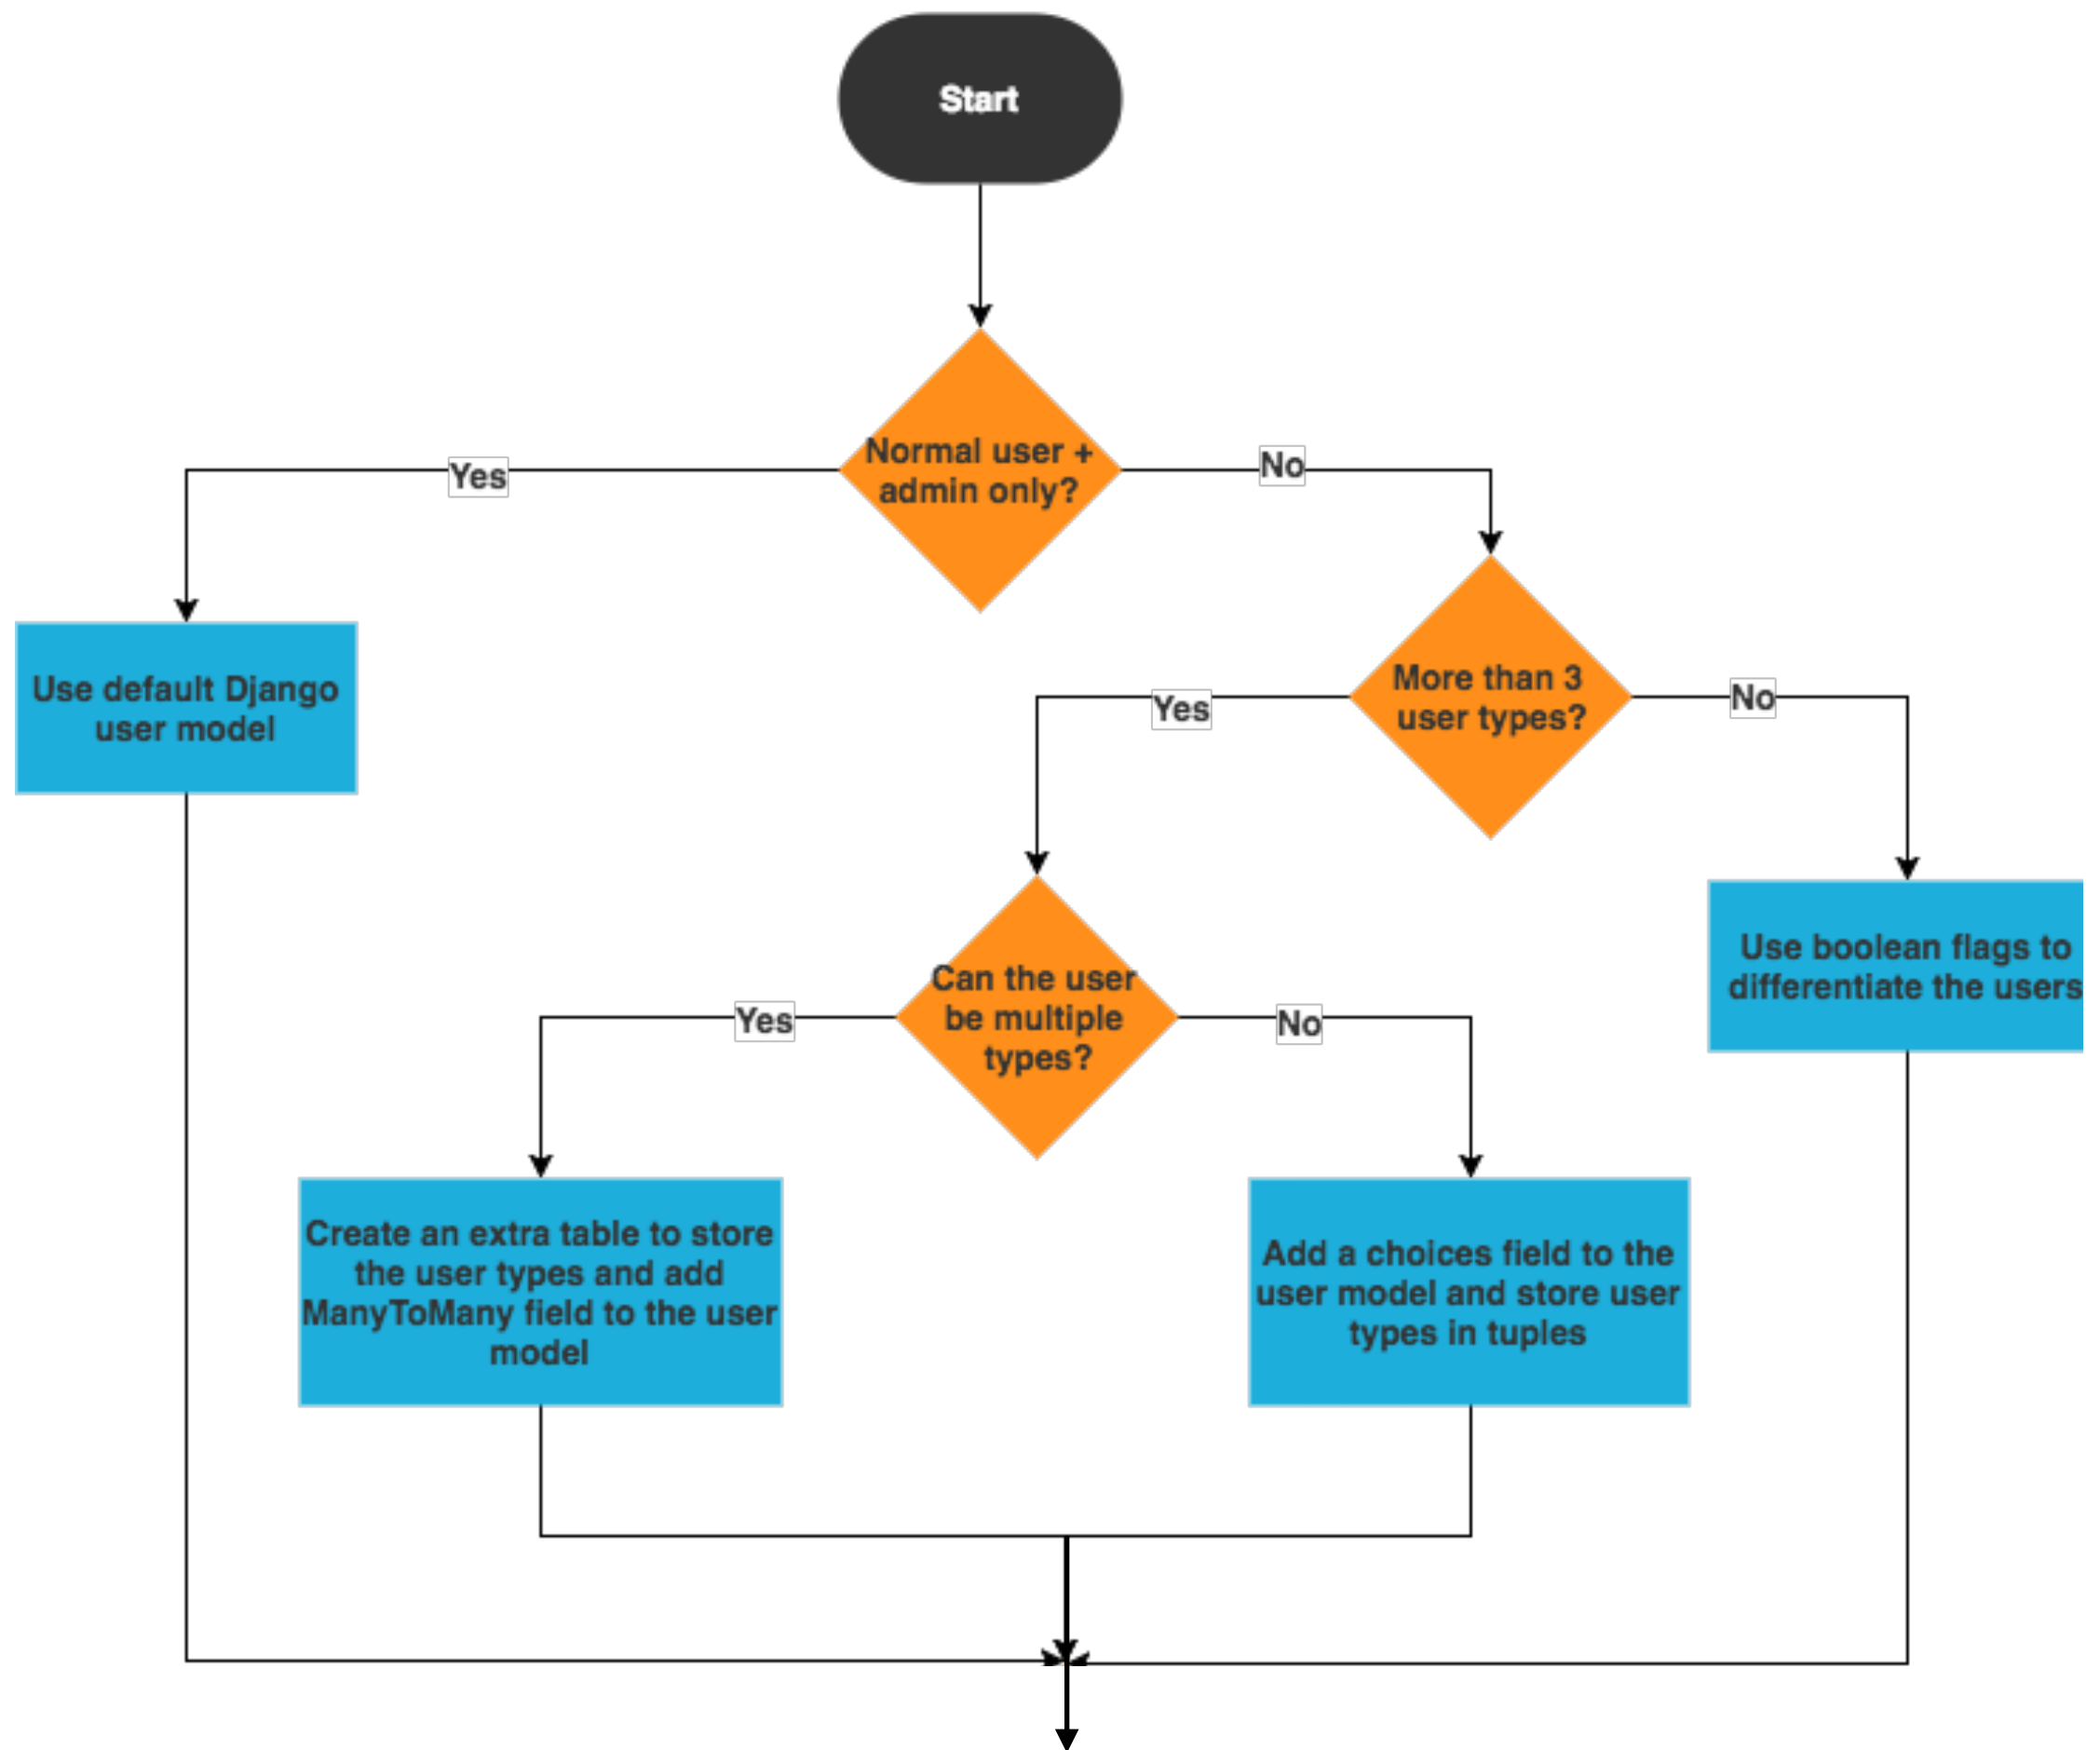 Start
Normal user +
admin only?
Yes
No
Use default Django
user model
More than 3
user types?
Yes
No
Can the user
be multiple
types?
Use boolean flags to
differentiate the users
Yes
No
Create an extra table to store
the user types and add
ManyToMany field to the user
model
Add a choices field to the
user model and store user
types in tuples